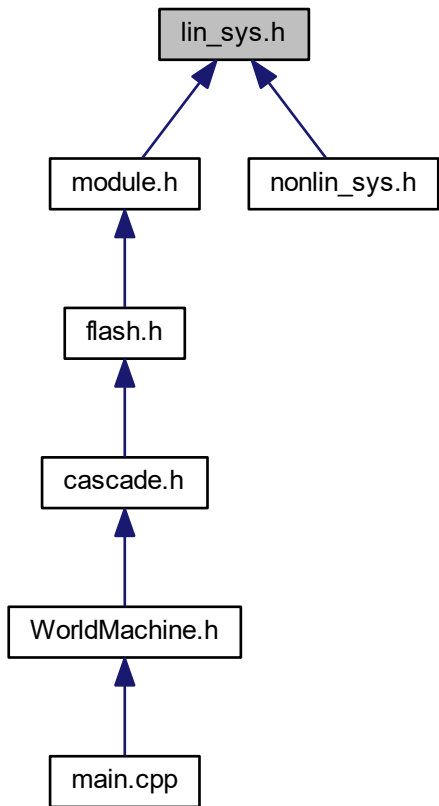 lin_sys.h
module.h
nonlin_sys.h
flash.h
cascade.h
WorldMachine.h
main.cpp